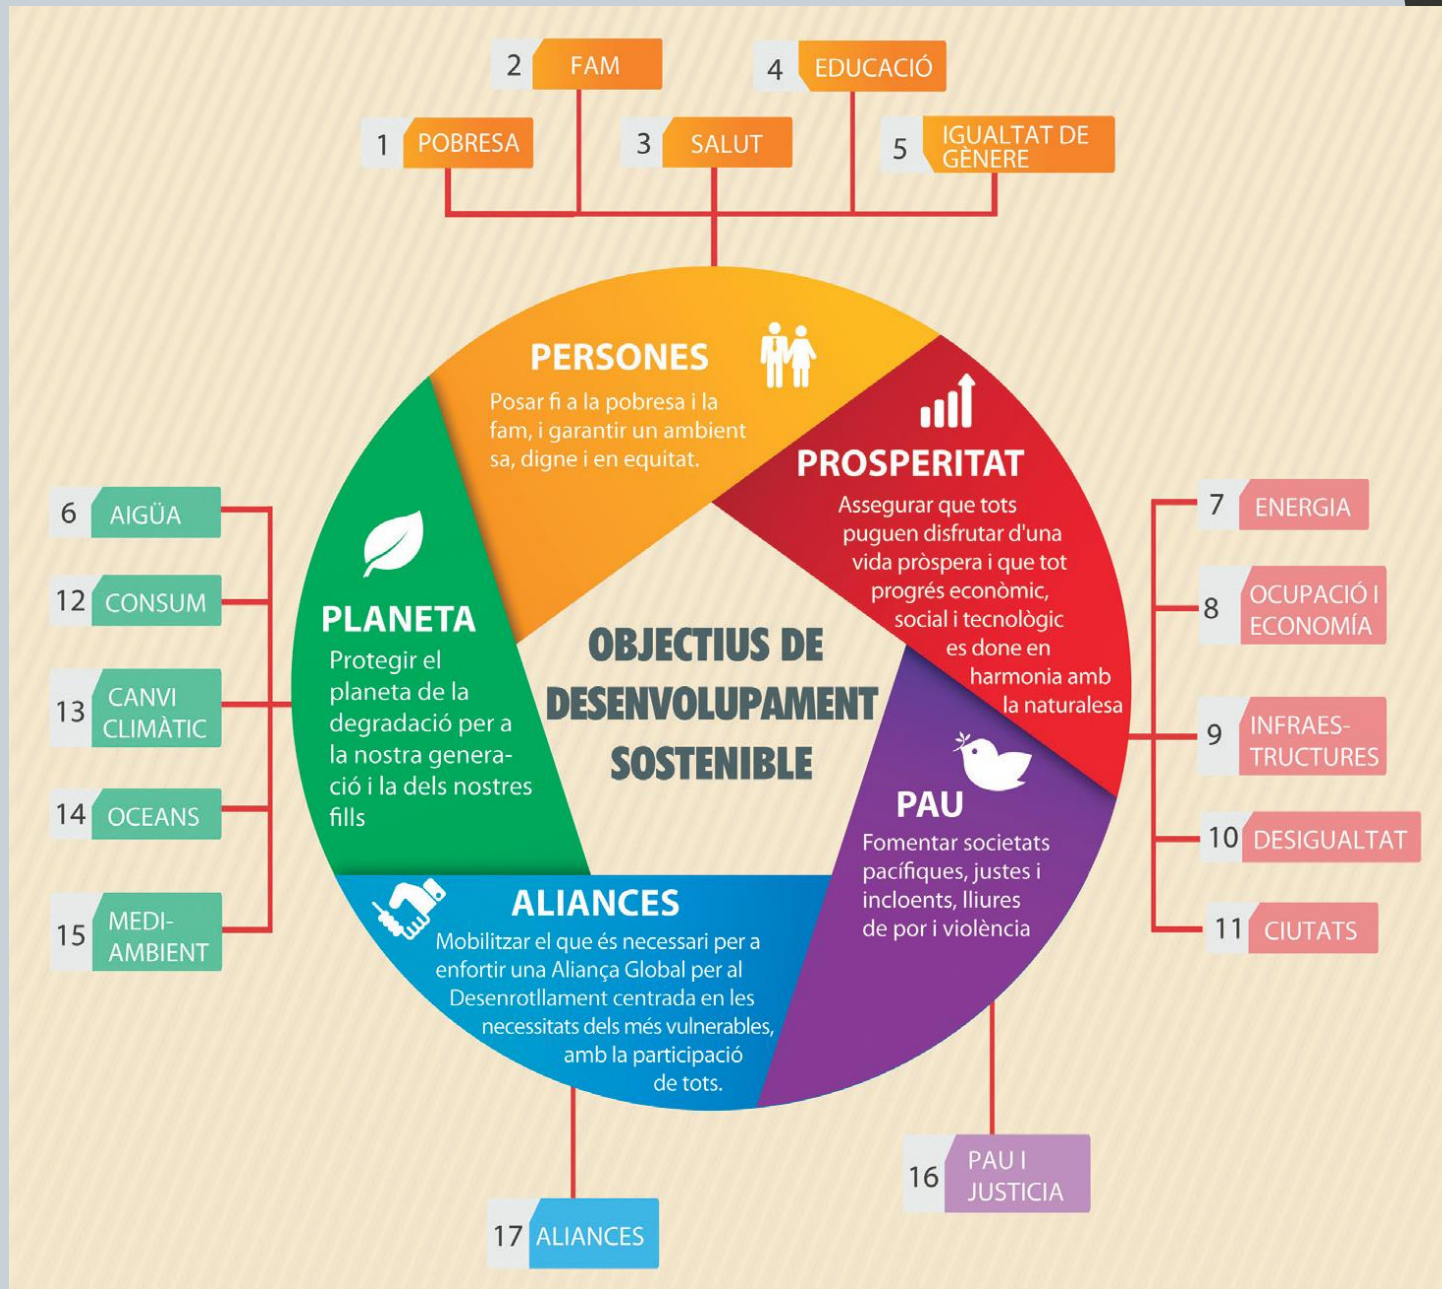 2 FAM
4 EDUCACIÓ
1 POBRESA
3 SALUT
5 IGUALTAT DE
GÈNERE
PERSONES
Posar fi a la pobresa i la
fam, i garantir un ambient
sa, digne i en equitat.
PROSPERITAT
Assegurar que tots
puguen disfrutar d'una
vida pròspera i que tot
progrés econòmic,
social i tecnològic
es done en
harmonia amb
la naturalesa
PLANETA
Protegir el
planeta de la
degradació per a
la nostra genera-
ció i la dels nostres
fills
OBJECTIUS DE
DESENVOLUPAMENT
SOSTENIBLE
PAU
Fomentar societats
pacífiques, justes i
incloents, lliures
de por i violència
ALIANCES
Mobilitzar el que és necessari per a
enfortir una Aliança Global per al
Desenrotllament centrada en les
necessitats dels més vulnerables,
amb la participació
de tots.
6 AIGÜA
12 CONSUM
13 CANVI
CLIMÀTIC
14 OCEANS
15 MEDI-
AMBIENT
7 ENERGIA
8 OCUPACIÓ I
ECONOMÍA
9 INFRAES-
TRUCTURES
10 DESIGUALTAT
11 CIUTATS
16 PAU I
JUSTICIA
17 ALIANCES